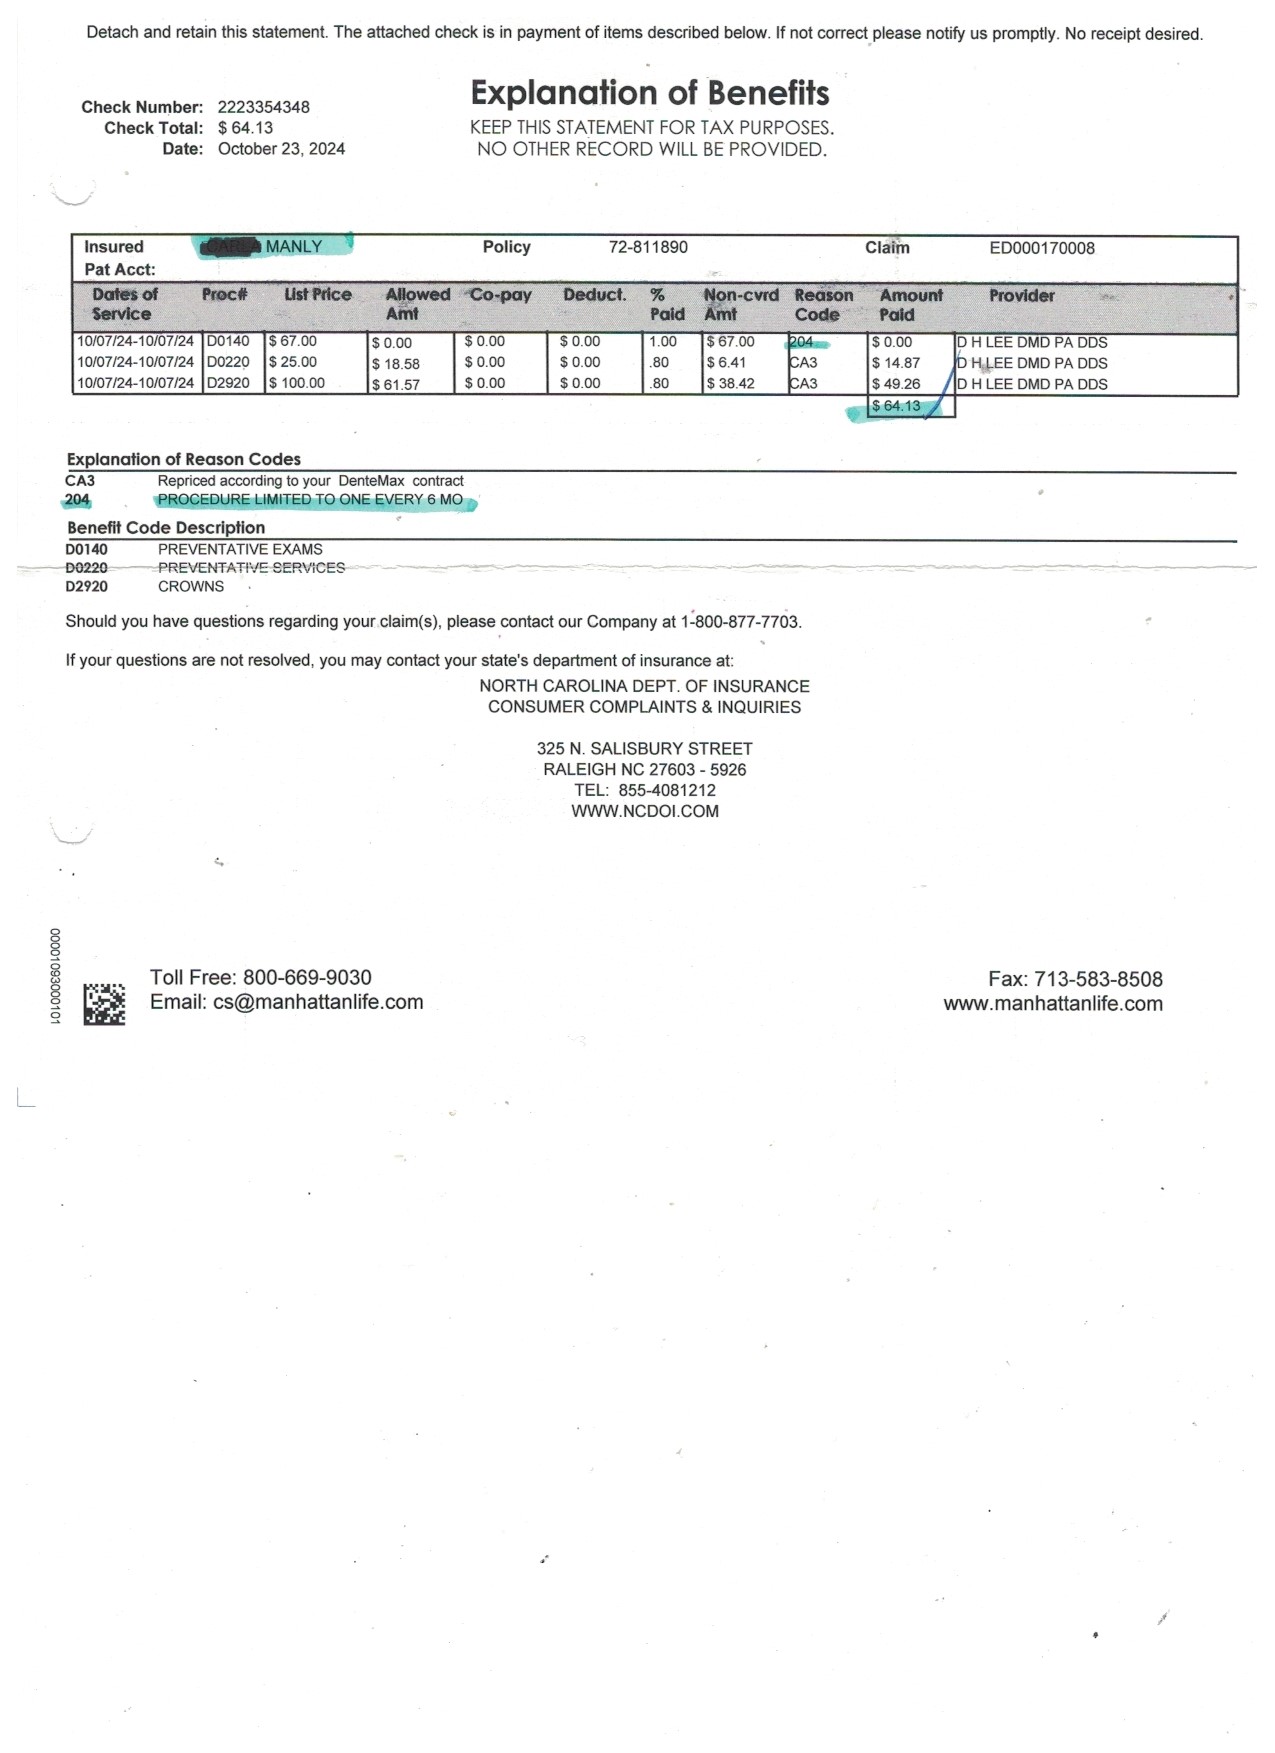 Detach and retain this statement. The attached check is in payment of items described below. If not correct please notify us promptly. No receipt desired.
Explanation of Benefits
KEEP THIS STATEMENT FOR TAX PURPOSES.
NO OTHER RECORD WILL BE PROVIDED.
Check Number: 2223354348
Check Total: $ 64.13
Date: October 23, 2024
Insured MANLY Policy 72-811890 Claim ED000170008
Pat Acct:
Dates of Service Proc# List Price Allowed Amt Co-pay Deduct. % Paid Non-cvrd Amt Reason Code Amount Paid Provider
10/07/24-10/07/24 D0140 $ 67.00 $ 0.00 $ 0.00 $ 0.00 1.00 $ 67.00 204 $ 0.00 D H LEE DMD PA DDS
10/07/24-10/07/24 D0220 $ 25.00 $ 18.58 $ 0.00 $ 0.00 .80 $ 6.41 CA3 $ 14.87 D H LEE DMD PA DDS
10/07/24-10/07/24 D2920 $ 100.00 $ 61.57 $ 0.00 $ 0.00 .80 $ 38.42 CA3 $ 49.26 D H LEE DMD PA DDS
$ 64.13
Explanation of Reason Codes
CA3 Repriced according to your DenteMax contract
204 PROCEDURE LIMITED TO ONE EVERY 6 MO
Benefit Code Description
D0140 PREVENTATIVE EXAMS
D0220 PREVENTATIVE SERVICES
D2920 CROWNS
Should you have questions regarding your claim(s), please contact our Company at 1-800-877-7703.
If your questions are not resolved, you may contact your state's department of insurance at:
NORTH CAROLINA DEPT. OF INSURANCE
CONSUMER COMPLAINTS & INQUIRIES
325 N. SALISBURY STREET
RALEIGH NC 27603 - 5926
TEL: 855-4081212
WWW.NCDOI.COM
00001093000101
Toll Free: 800-669-9030
Email: cs@manhattanlife.com
Fax: 713-583-8508
www.manhattanlife.com